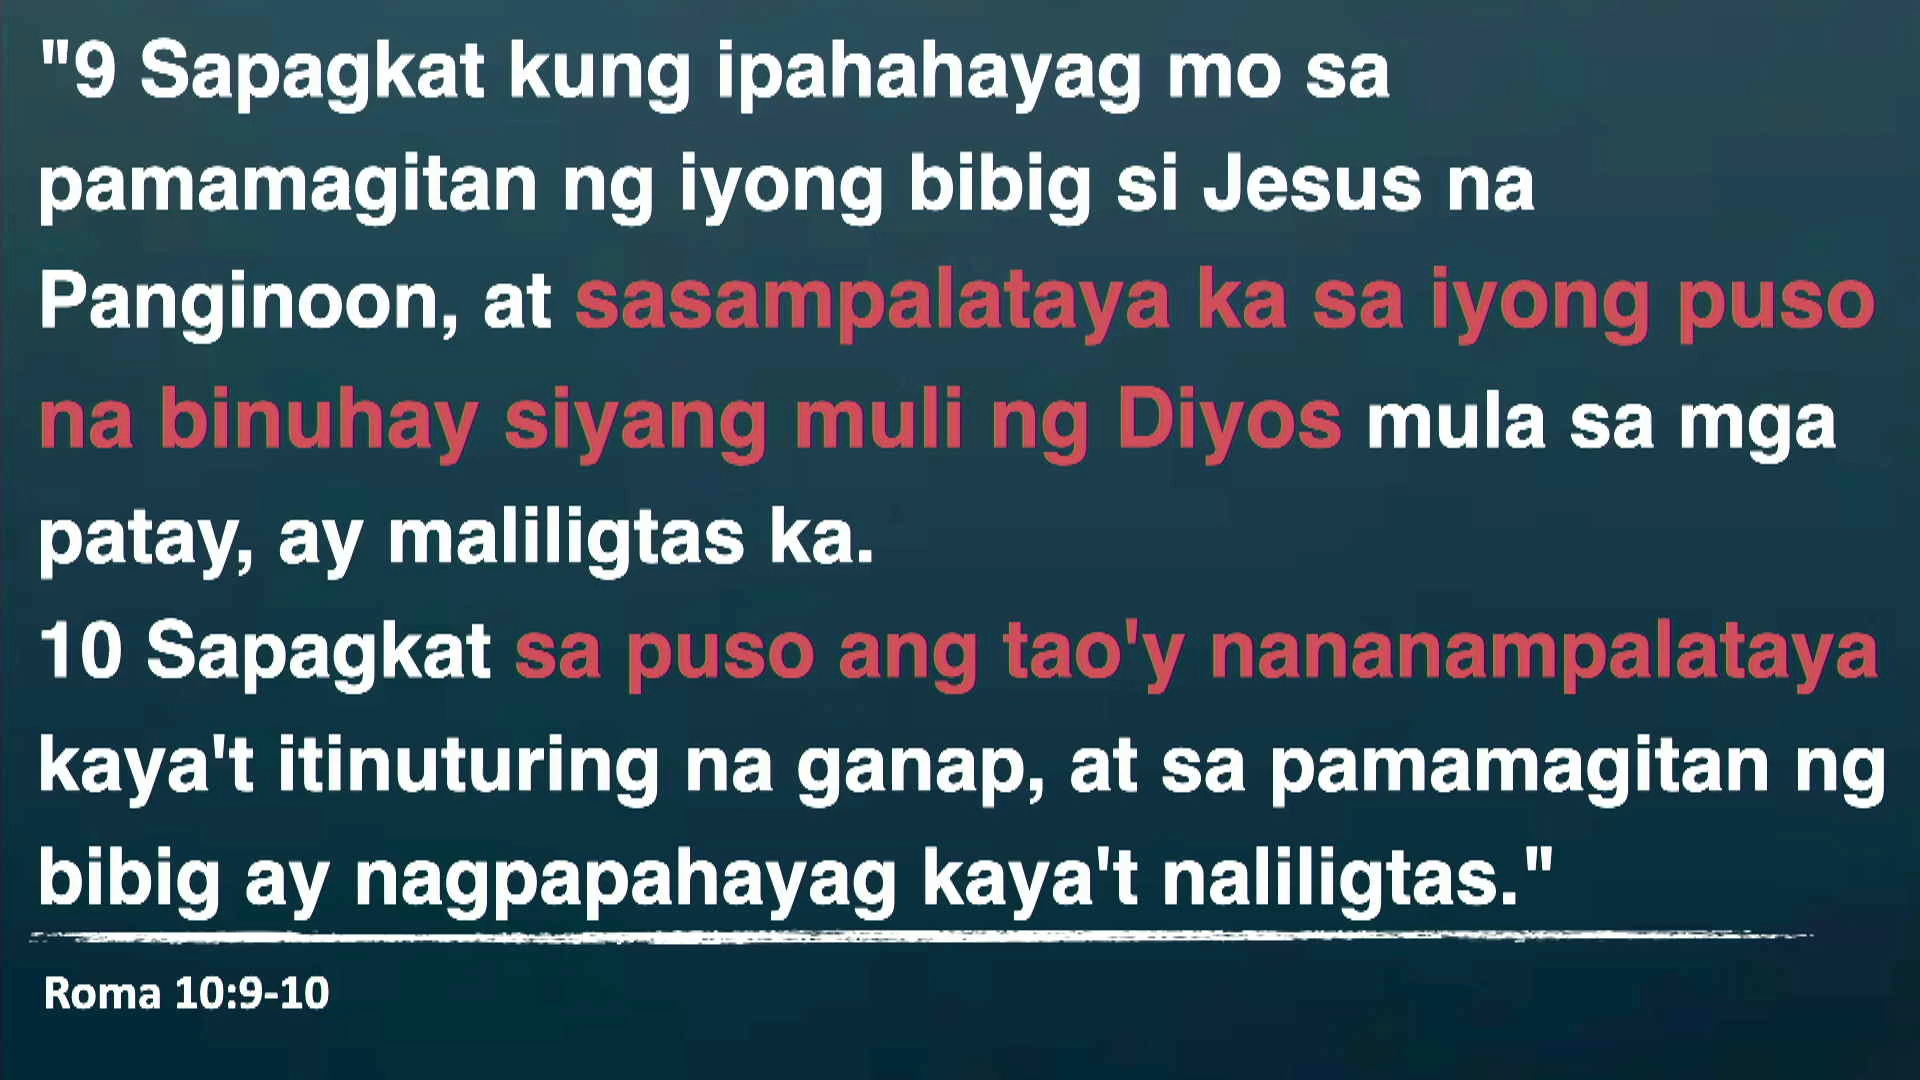 "9 Sapagkat kung ipahahayag mo sa
pamamagitan ng iyong bibig si Jesus na
Panginoon, at sasampalataya ka sa iyong puso
na binuhay siyang muli ng Diyos mula sa mga
patay, ay maliligtas ka.
10 Sapagkat sa puso ang tao'y nananampalataya
kaya't itinuturing na ganap, at sa pamamagitan ng
bibig ay nagpapahayag kaya't naliligtas."
Roma 10:9-10